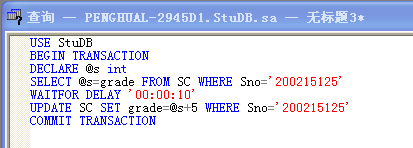 查询 — PENGHUAL-2945D1.StuDB.sa — 无标题3*
USE StuDB
BEGIN TRANSACTION
DECLARE @s int
SELECT @s=grade FROM SC WHERE Sno='200215125'
WAITFOR DELAY '00:00:10'
UPDATE SC SET grade=@s+5 WHERE Sno='200215125'
COMMIT TRANSACTION